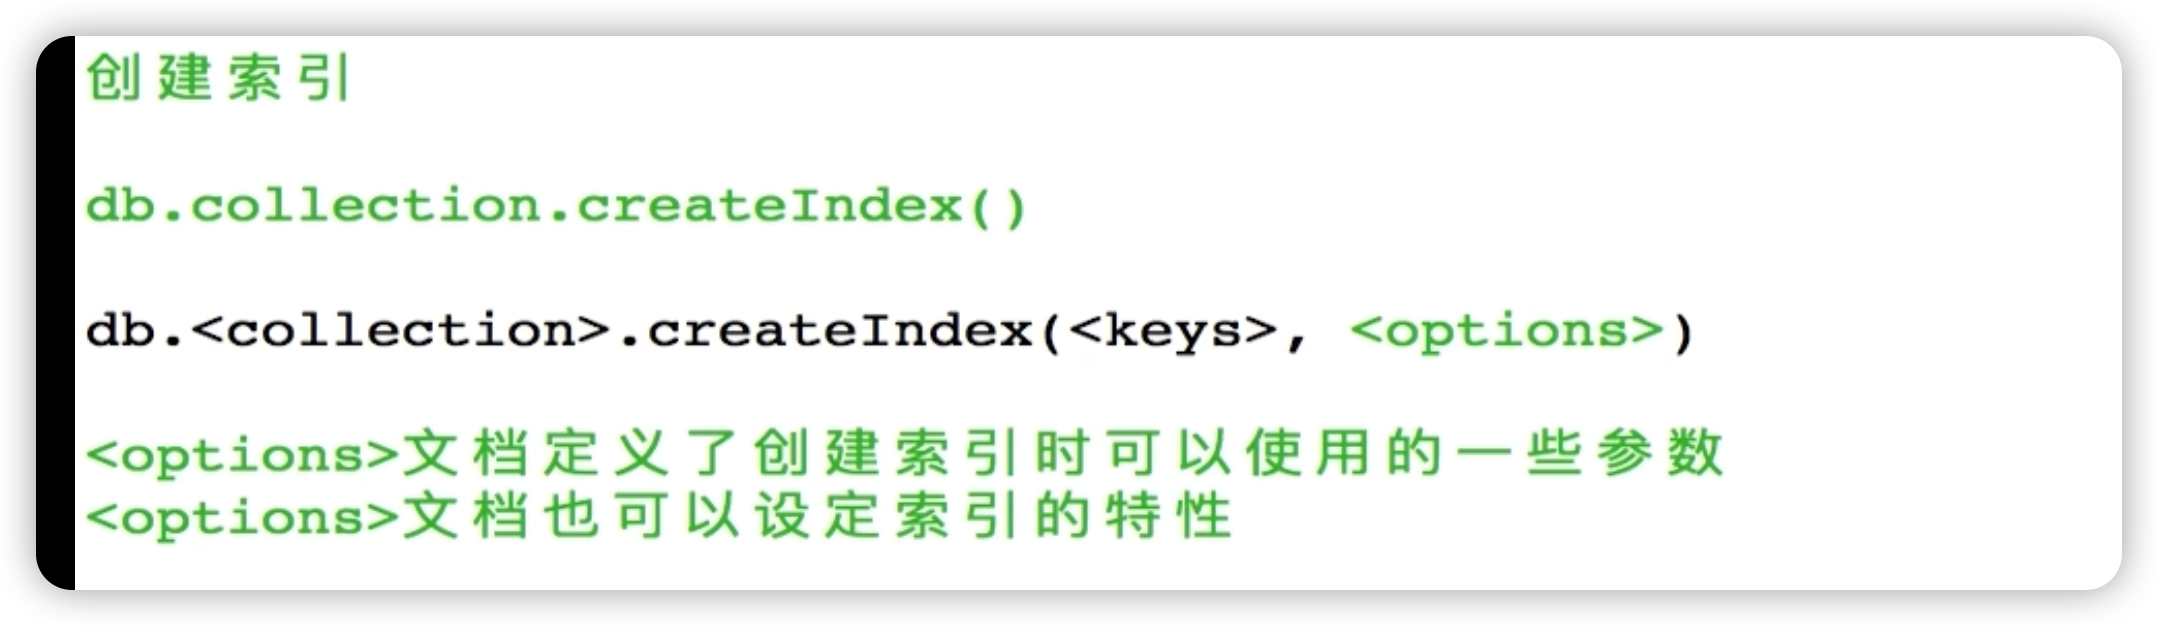 创建索引
db.collection.createIndex()
db.<collection>.createIndex(<keys>, <options>)
<options>文档定义了创建索引时可以使用的一些参数
<options>文档也可以设定索引的特性